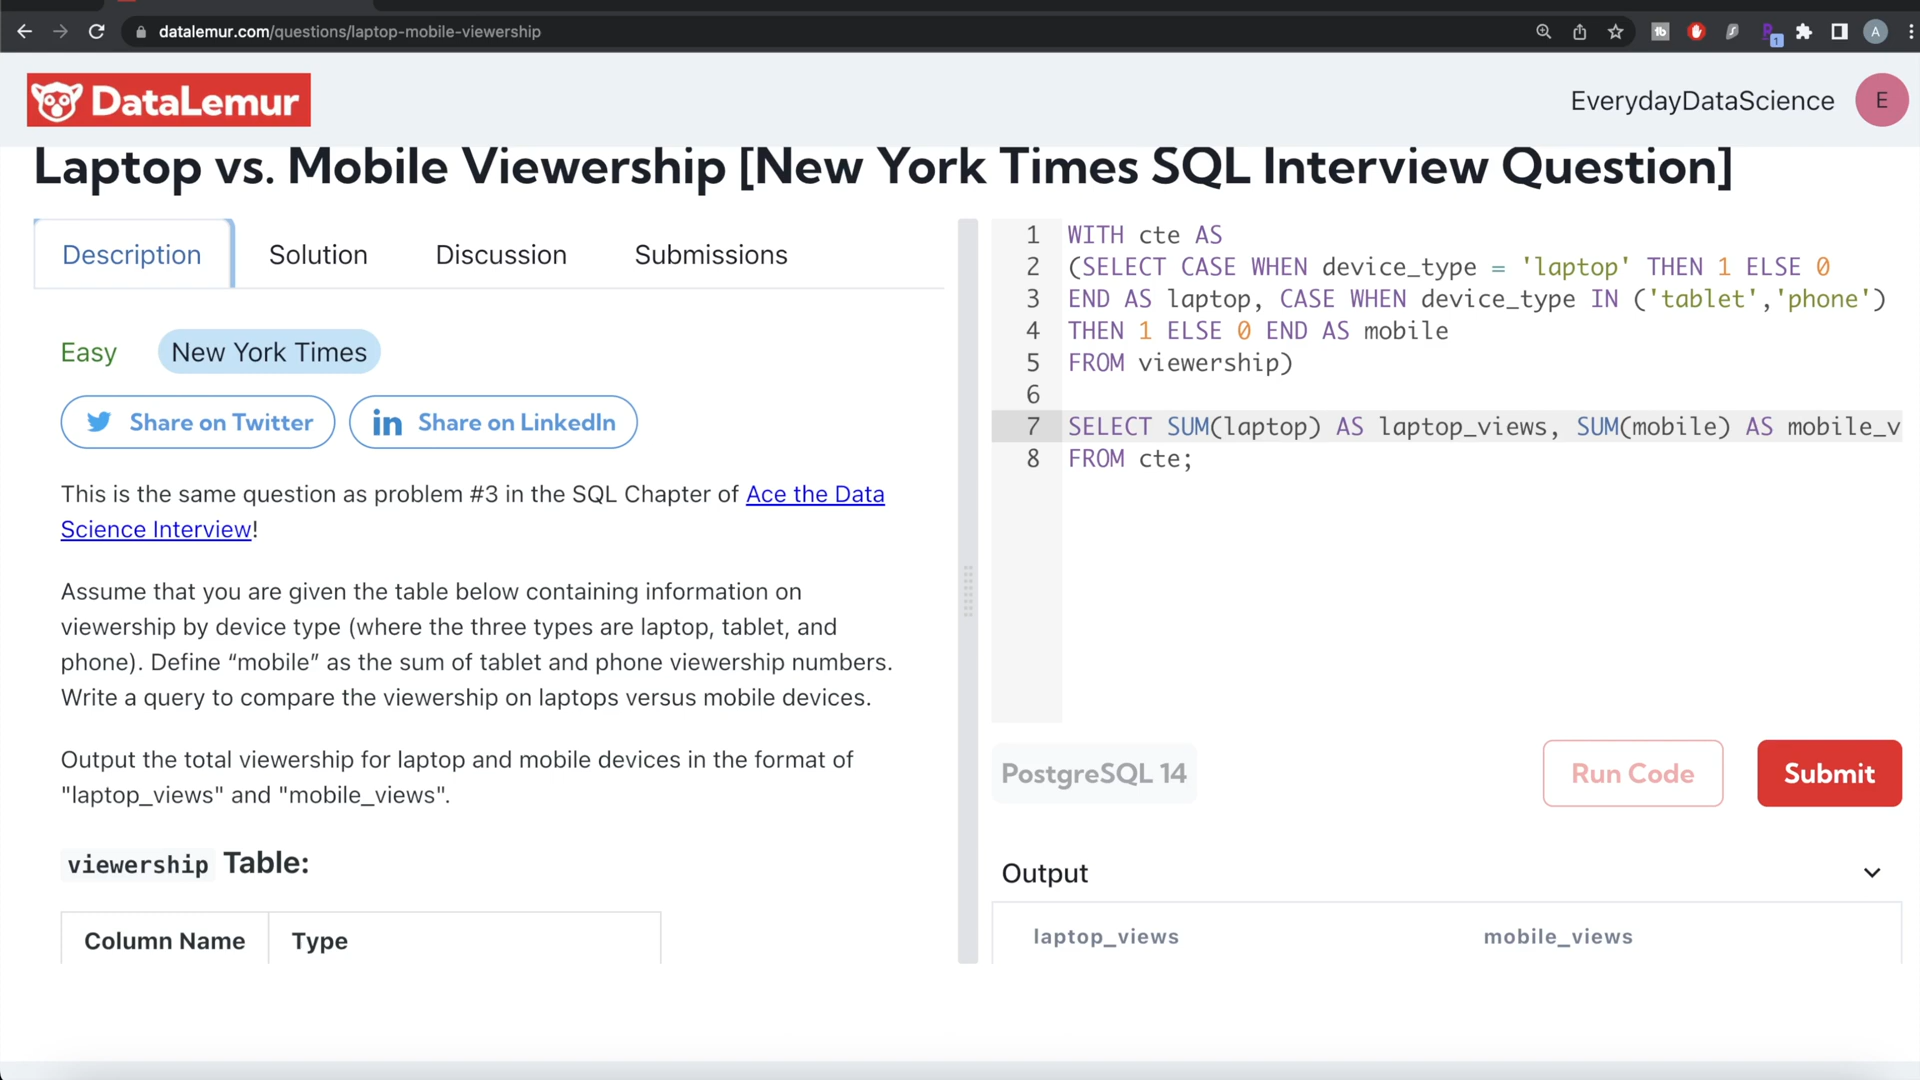 datalemur.com/questions/laptop-mobile-viewership
1
A
DataLemur
EverydayDataScience
E
Laptop vs. Mobile Viewership [New York Times SQL Interview Question]
Description
Solution
Discussion
Submissions
Easy
New York Times
Share on Twitter
in Share on LinkedIn
This is the same question as problem #3 in the SQL Chapter of Ace the Data
Science Interview!
Assume that you are given the table below containing information on
viewership by device type (where the three types are laptop, tablet, and
phone). Define “mobile” as the sum of tablet and phone viewership numbers.
Write a query to compare the viewership on laptops versus mobile devices.
Output the total viewership for laptop and mobile devices in the format of
"laptop_views" and "mobile_views".
viewership Table:
Column Name
Type
1 WITH cte AS
2 (SELECT CASE WHEN device_type = 'laptop' THEN 1 ELSE 0
3 END AS laptop, CASE WHEN device_type IN ('tablet','phone')
4 THEN 1 ELSE 0 END AS mobile
5 FROM viewership)
6
7 SELECT SUM(laptop) AS laptop_views, SUM(mobile) AS mobile_v
8 FROM cte;
PostgreSQL 14
Run Code
Submit
Output
laptop_views
mobile_views